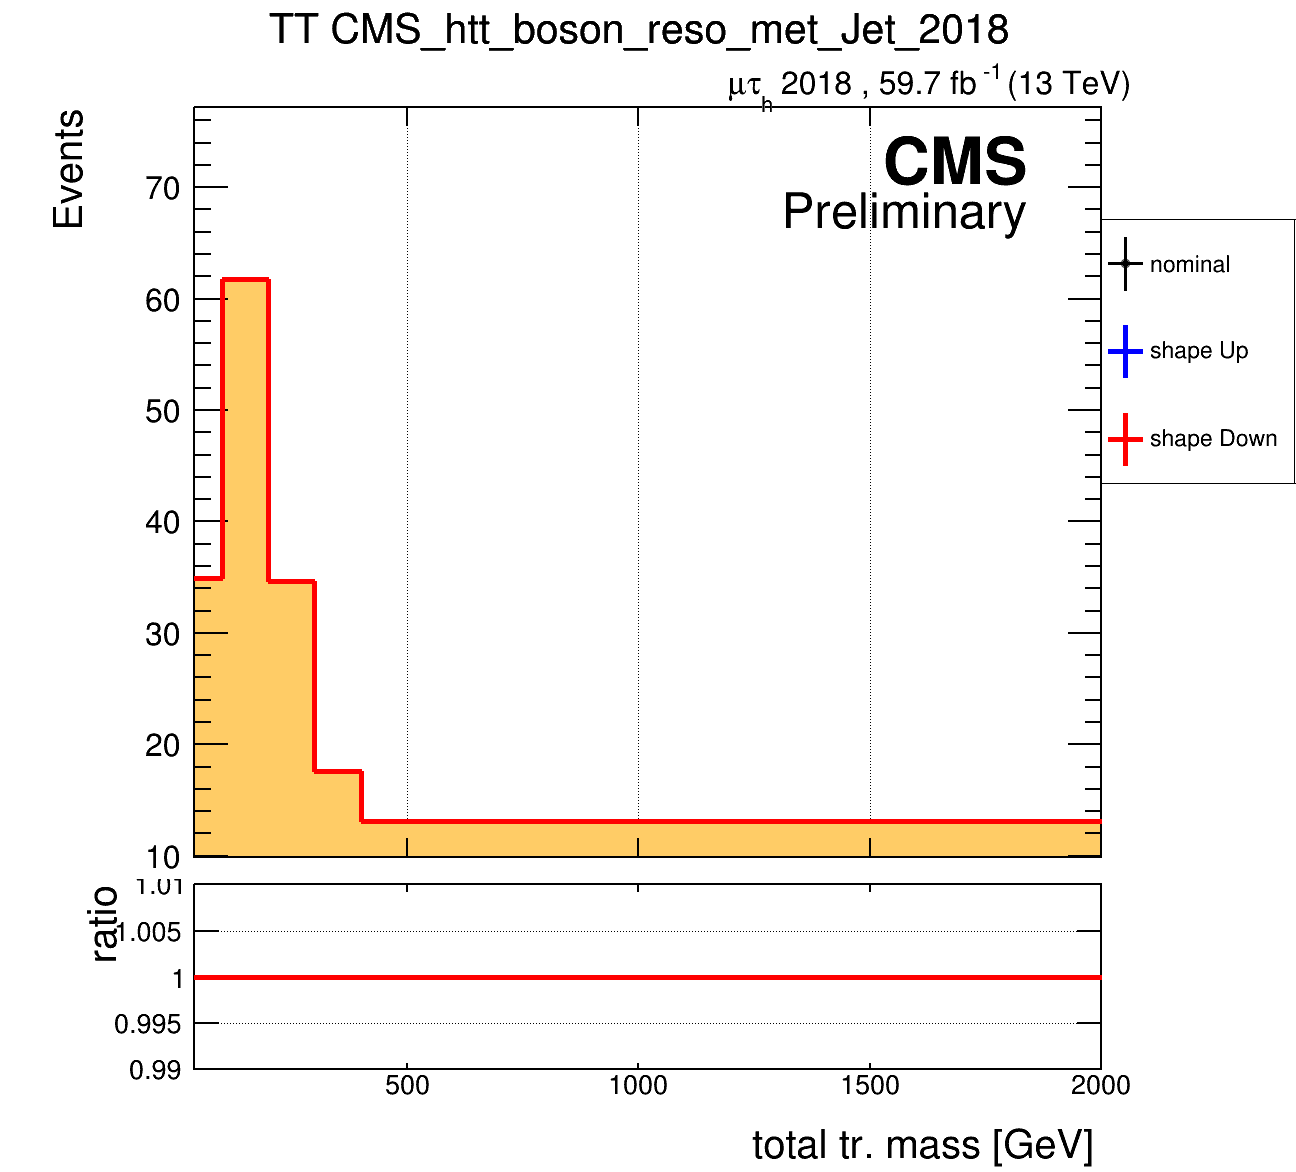 TT CMS_htt_boson_reso_met_Jet_2018
μτh 2018 , 59.7 fb-1 (13 TeV)
Events
CMS
Preliminary
70
60
50
40
30
20
10
nominal
shape Up
shape Down
ratio
1.01
1.005
1
0.995
0.99
500 1000 1500 2000
total tr. mass [GeV]